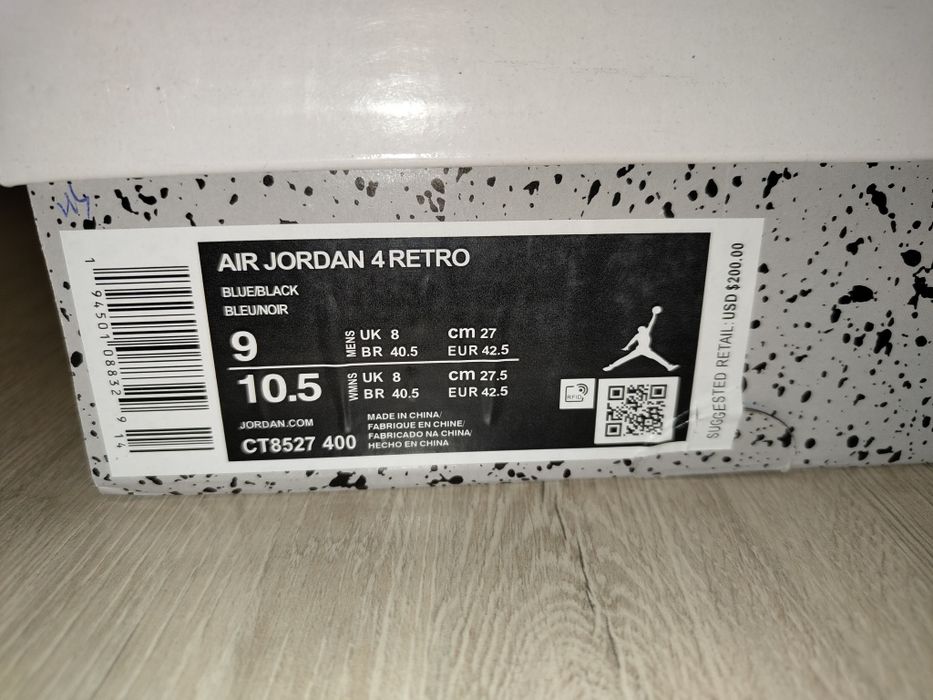 AIR JORDAN 4 RETRO
BLUE/BLACK
BLEU/NOIR
9 MENS UK 8 cm 27
BR 40.5 EUR 42.5
10.5 WMNS UK 8 cm 27.5
BR 40.5 EUR 42.5
JORDAN.COM
CT8527 400
MADE IN CHINA/
FABRIQUE EN CHINE/
FABRICADO NA CHINA/
HECHO EN CHINA
RFID
SUGGESTED RETAIL: USD $200.00
1 94501 08832 9 14